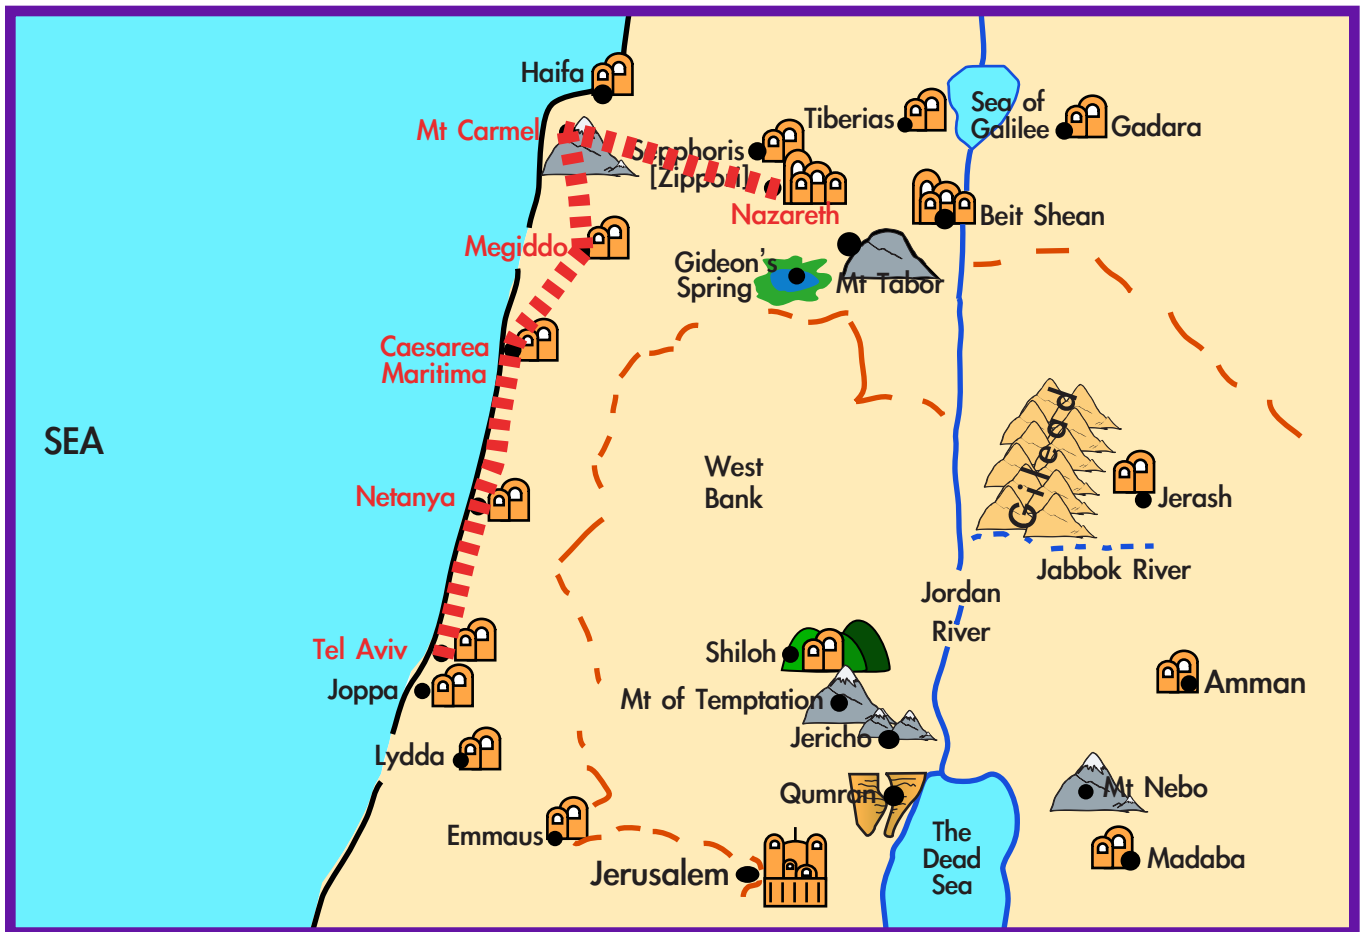 Haifa
Mt Carmel
Sepphoris
[Zippori]
Nazareth
Tiberias
Sea of
Galilee
Gadara
Beit Shean
Megiddo
Gideon's
Spring
Mt Tabor
Caesarea
Maritima
SEA
West
Bank
Gilead
Netanya
Jerash
Jabbok River
Jordan
River
Tel Aviv
Shiloh
Joppa
Mt of Temptation
Amman
Lydda
Jericho
Qumran
Mt Nebo
Emmaus
The
Dead
Sea
Madaba
Jerusalem